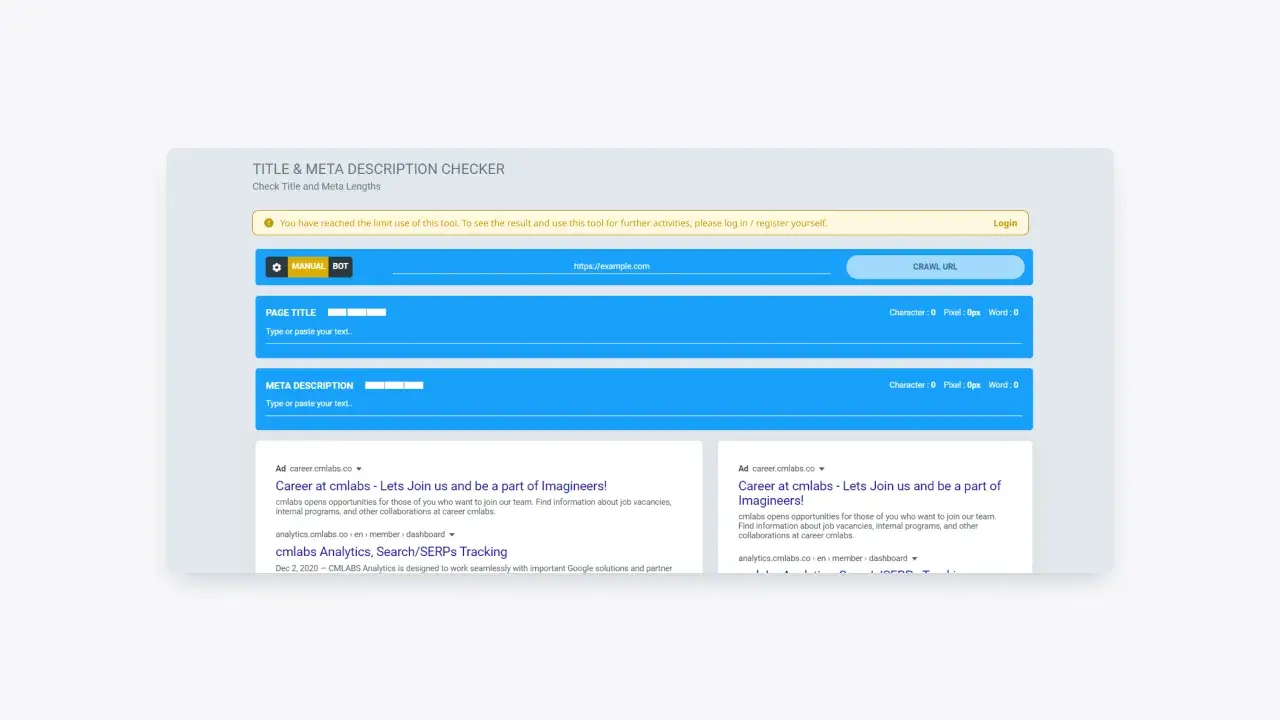 TITLE & META DESCRIPTION CHECKER
Check Title and Meta Lengths
You have reached the limit use of this tool. To see the result and use this tool for further activities, please log in / register yourself. Login
MANUAL BOT https://example.com CRAWL URL
PAGE TITLE Character : 0 Pixel : 0px Word : 0
Type or paste your text..
META DESCRIPTION Character : 0 Pixel : 0px Word : 0
Type or paste your text..
Ad career.cmlabs.co
Career at cmlabs - Lets Join us and be a part of Imagineers!
cmlabs opens opportunities for those of you who want to join our team. Find information about job vacancies,
internal programs, and other collaborations at career cmlabs.
analytics.cmlabs.co › en › member › dashboard
cmlabs Analytics, Search/SERPs Tracking
Dec 2, 2020 — CMLABS Analytics is designed to work seamlessly with important Google solutions and partner
Ad career.cmlabs.co
Career at cmlabs - Lets Join us and be a part of
Imagineers!
cmlabs opens opportunities for those of you who want to join our team.
Find information about job vacancies, internal programs, and other
collaborations at career cmlabs.
analytics.cmlabs.co › en › member › dashboard